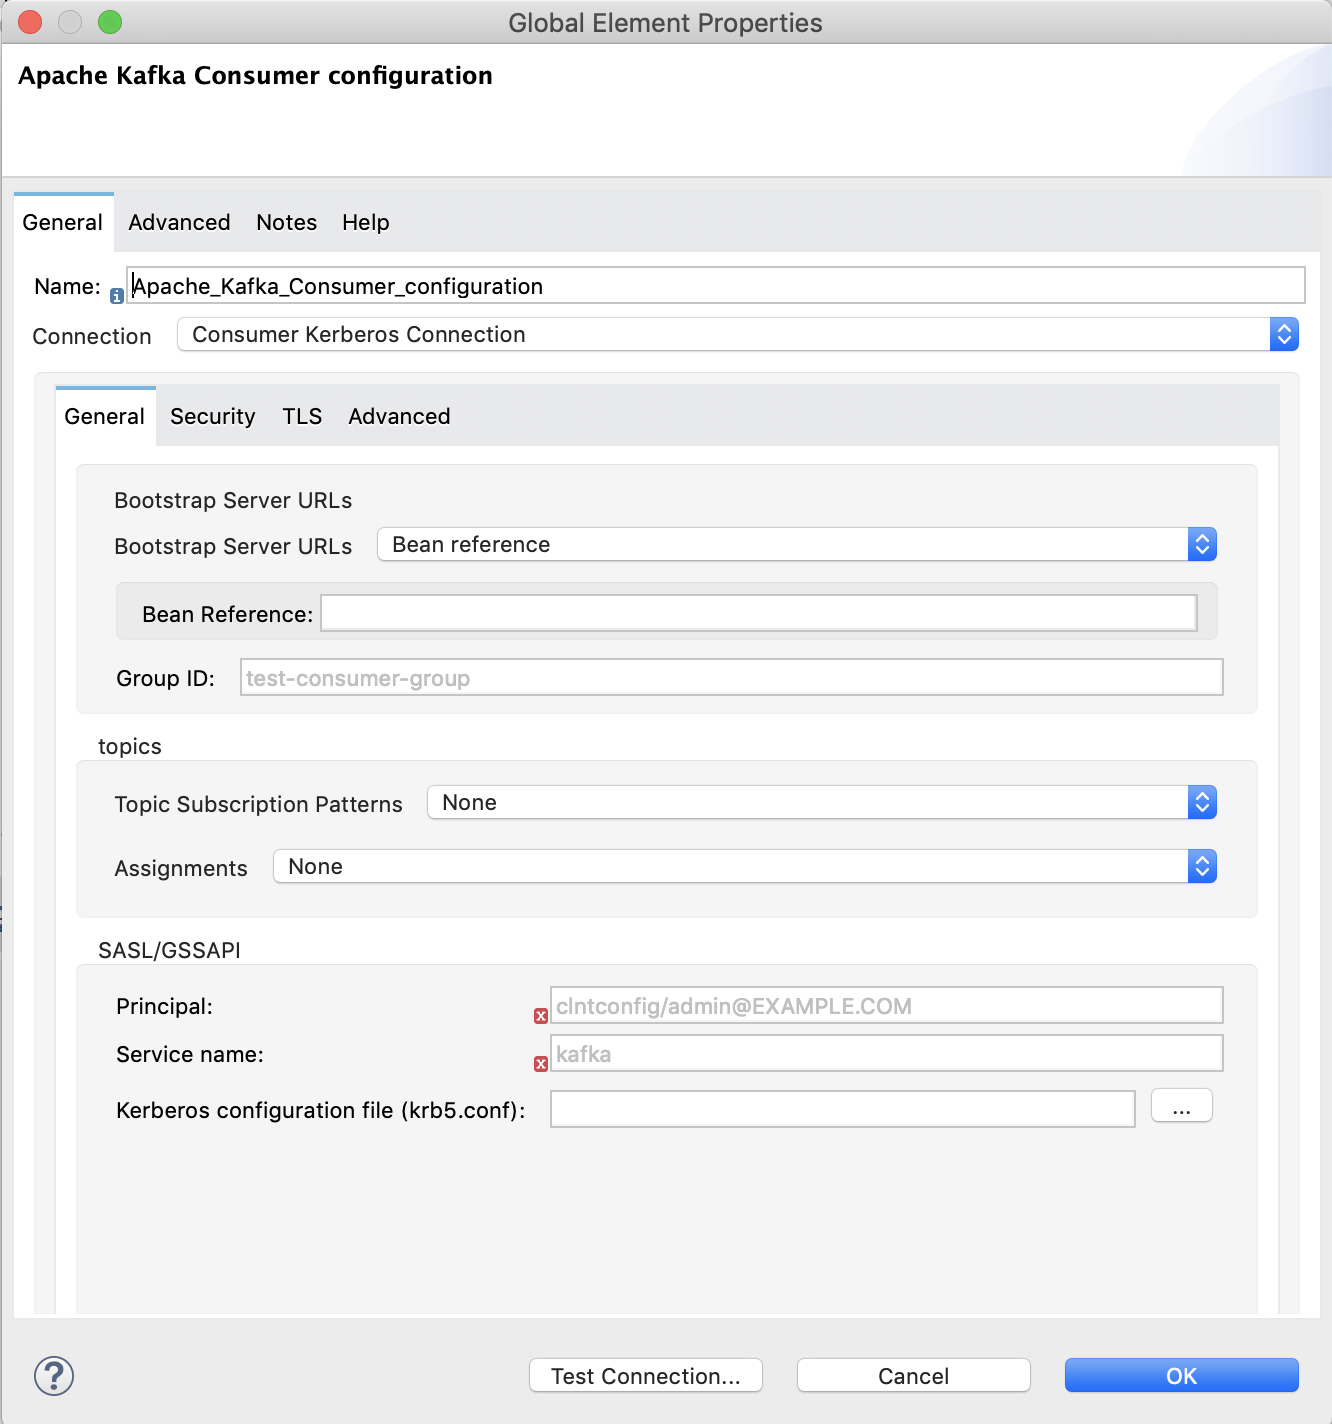 Global Element Properties
Apache Kafka Consumer configuration
General Advanced Notes Help
Name: Apache_Kafka_Consumer_configuration
Connection Consumer Kerberos Connection
General Security TLS Advanced
Bootstrap Server URLs
Bootstrap Server URLs Bean reference
Bean Reference:
Group ID: test-consumer-group
topics
Topic Subscription Patterns None
Assignments None
SASL/GSSAPI
Principal: clntconfig/admin@EXAMPLE.COM
Service name: kafka
Kerberos configuration file (krb5.conf): ...
? Test Connection... Cancel OK